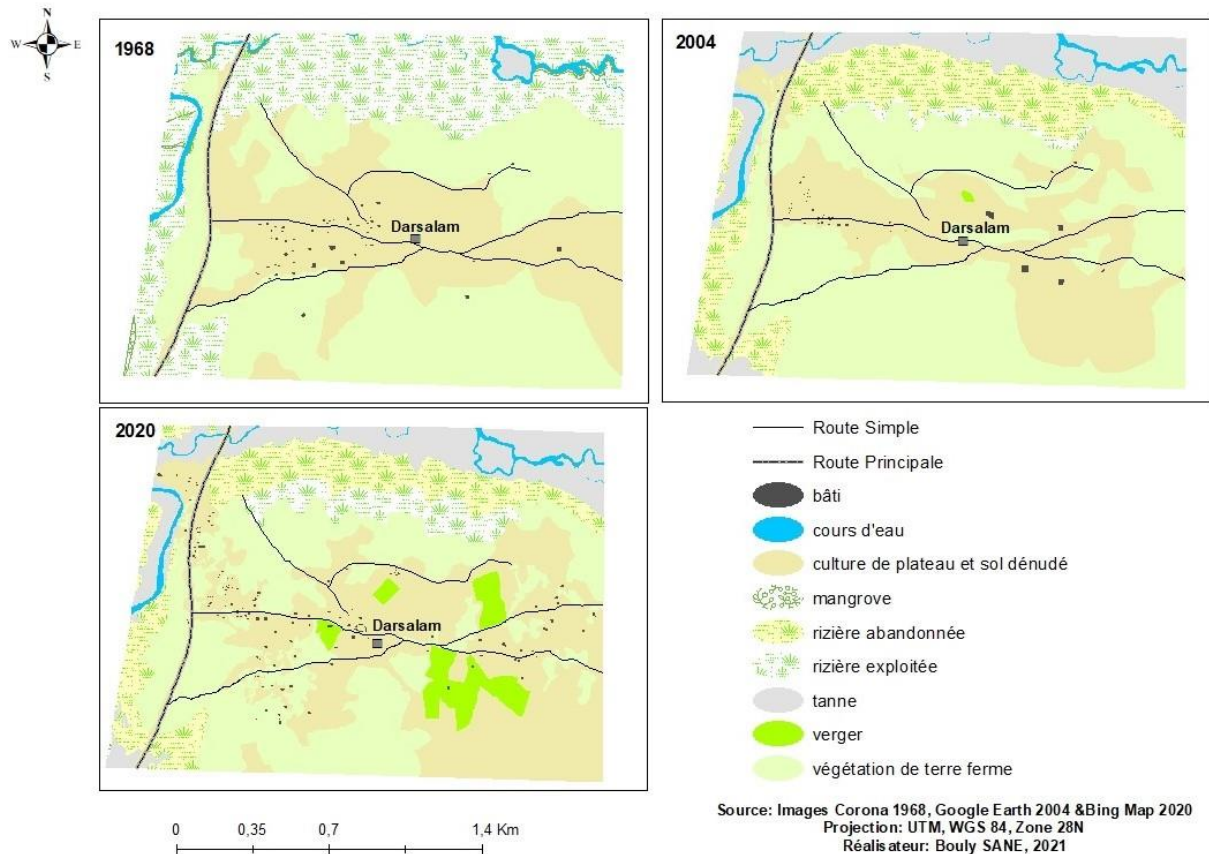 N
W E
S
1968
Darsalam
2004
Darsalam
2020
Darsalam
Route Simple
Route Principale
bâti
cours d'eau
culture de plateau et sol dénudé
mangrove
rizière abandonnée
rizière exploitée
tanne
verger
végétation de terre ferme
0 0,35 0,7 1,4 Km
Source: Images Corona 1968, Google Earth 2004 &Bing Map 2020
Projection: UTM, WGS 84, Zone 28N
Réalisateur: Bouly SANE, 2021